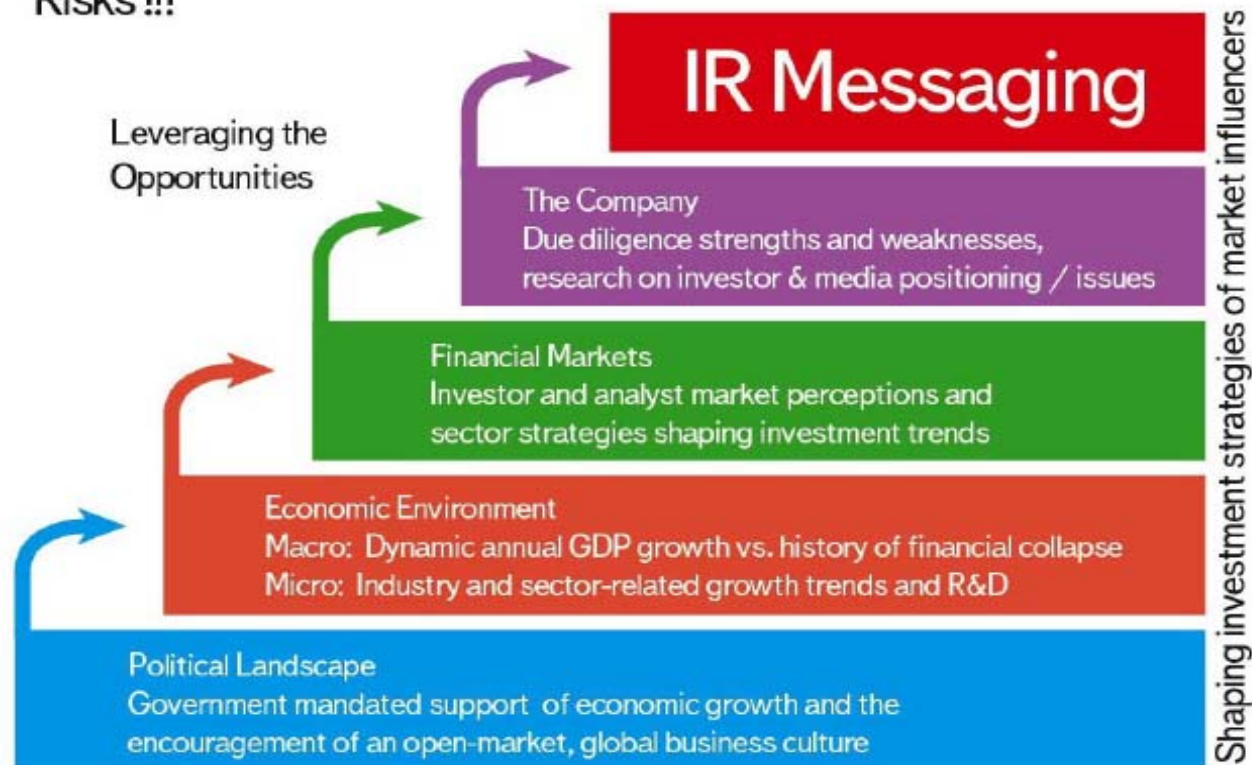 Risks !!!
IR Messaging
Leveraging the
Opportunities
The Company
Due diligence strengths and weaknesses,
research on investor & media positioning / issues
Financial Markets
Investor and analyst market perceptions and
sector strategies shaping investment trends
Economic Environment
Macro: Dynamic annual GDP growth vs. history of financial collapse
Micro: Industry and sector-related growth trends and R&D
Political Landscape
Government mandated support of economic growth and the
encouragement of an open-market, global business culture
Shaping investment strategies of market influencers